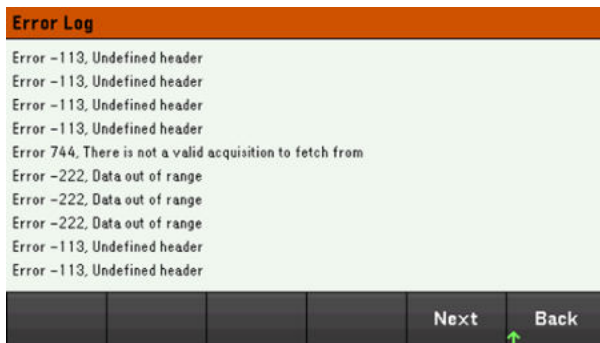 Error Log
Error -113, Undefined header
Error -113, Undefined header
Error -113, Undefined header
Error -113, Undefined header
Error 744, There is not a valid acquisition to fetch from
Error -222, Data out of range
Error -222, Data out of range
Error -222, Data out of range
Error -113, Undefined header
Error -113, Undefined header
Next Back